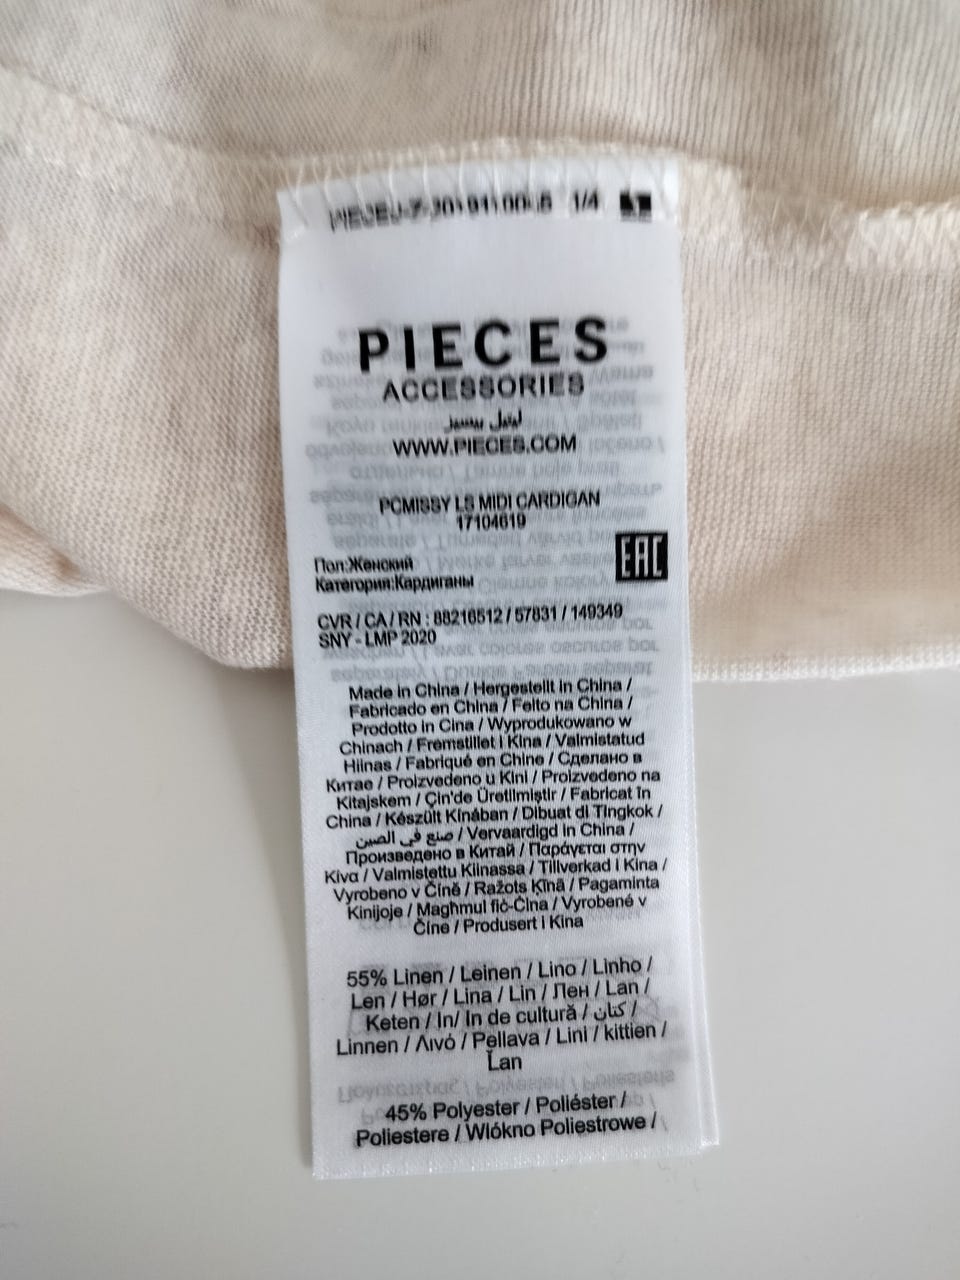 1/4
PIECES
ACCESSORIES
WWW.PIECES.COM
PCMISSY LS MIDI CARDIGAN
17104619
Пол:Женский
Категория:Кардиганы
EAC
CVR / CA / RN : 88216512 / 57831 / 149349
SNY - LMP 2020
Made in China / Hergestellt in China /
Fabricado en China / Feito na China /
Prodotto in Cina / Wyprodukowano w
Chinach / Fremstillet i Kina / Valmistatud
Hiinas / Fabriqué en Chine / Сделано в
Китае / Proizvedeno u Kini / Proizvedeno na
Kitajskem / Çin'de Üretilmiştir / Fabricat în
China / Készült Kínában / Dibuat di Tingkok /
صنع في الصين / Vervaardigd in China /
Произведено в Китай / Παράγεται στην
Κίνα / Valmistettu Kiinassa / Tillverkad i Kina /
Vyrobeno v Číně / Ražots Ķīnā / Pagaminta
Kinijoje / Magħmul fiċ-Ċina / Vyrobené v
Číne / Produsert i Kina
55% Linen / Leinen / Lino / Linho /
Len / Hør / Lina / Lin / Лен / Lan /
Keten / In/ In de cultură / كتان /
Linnen / Λινό / Pellava / Lini / kittien /
Ľan
45% Polyester / Poliéster /
Poliestere / Wlókno Poliestrowe /